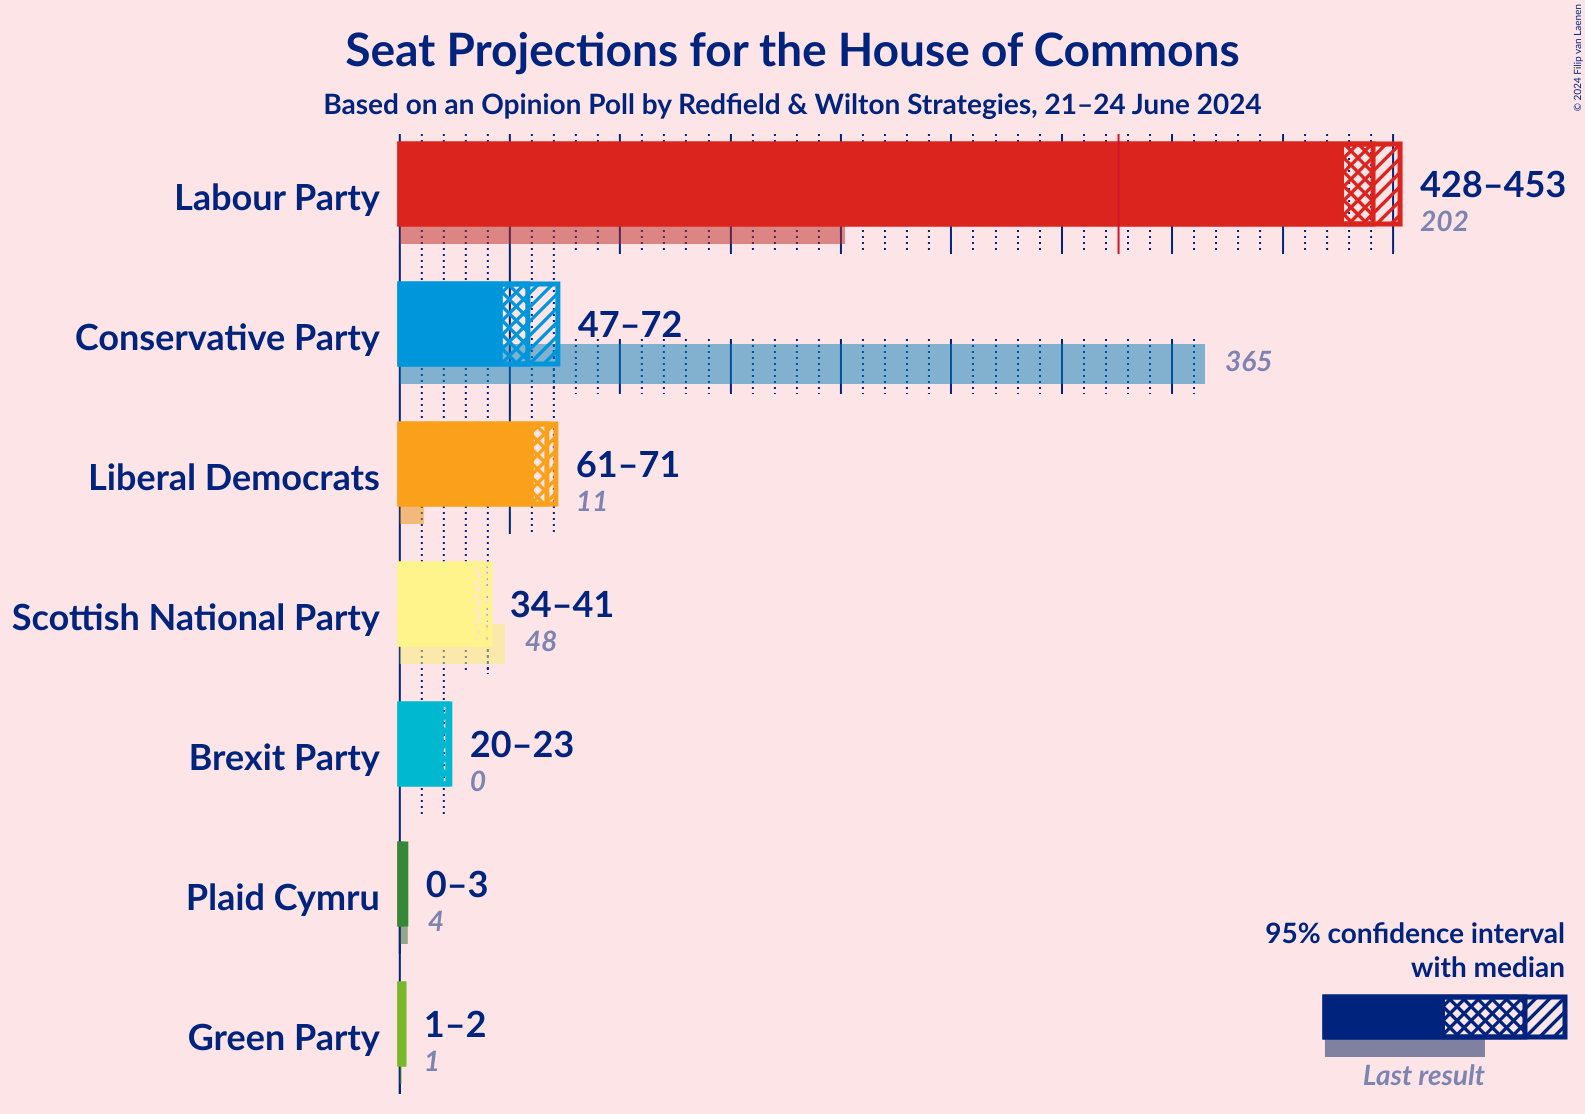 Seat Projections for the House of Commons
Based on an Opinion Poll by Redfield & Wilton Strategies, 21–24 June 2024
© 2024 Filip van Laenen
Labour Party
428–453
202
Conservative Party
47–72
365
Liberal Democrats
61–71
11
Scottish National Party
34–41
48
Brexit Party
20–23
0
Plaid Cymru
0–3
4
Green Party
1–2
1
95% confidence interval
with median
Last result